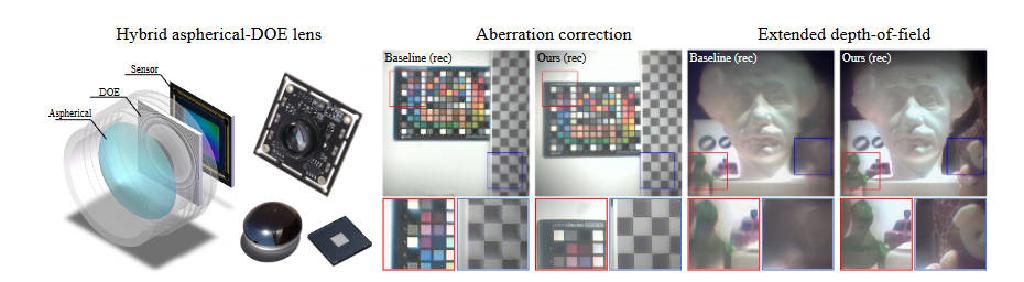 Hybrid aspherical-DOE lens
Aberration correction
Extended depth-of-field
Sensor
DOE
Aspherical
Baseline (rec)
Ours (rec)
Baseline (rec)
Ours (rec)